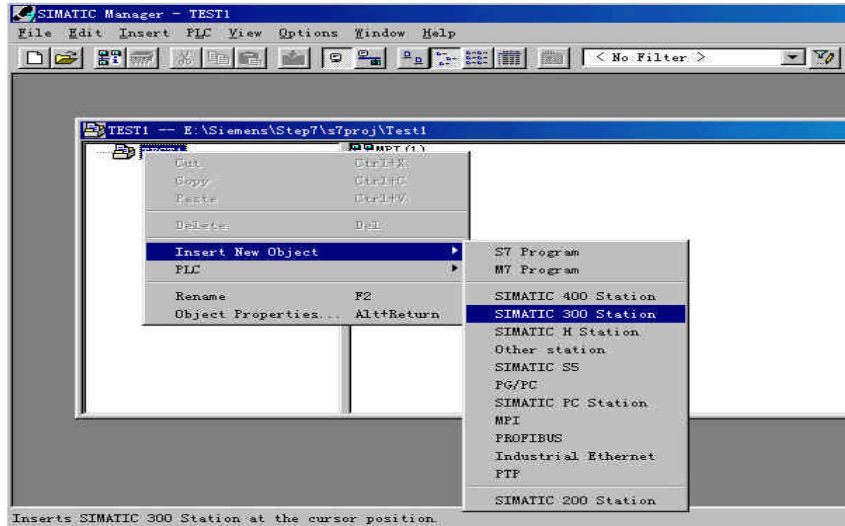 SIMATIC Manager - TEST1
File Edit Insert PLC View Options Window Help
< No Filter >
TEST1 -- E:\Siemens\Step7\s7proj\Test1
TEST1 MPI(1)
Cut Ctrl+X
Copy Ctrl+C
Paste Ctrl+V
Delete Del
Insert New Object
PLC
Rename F2
Object Properties... Alt+Return
S7 Program
M7 Program
SIMATIC 400 Station
SIMATIC 300 Station
SIMATIC H Station
Other station
SIMATIC S5
PG/PC
SIMATIC PC Station
MPI
PROFIBUS
Industrial Ethernet
PTP
SIMATIC 200 Station
Inserts SIMATIC 300 Station at the cursor position.